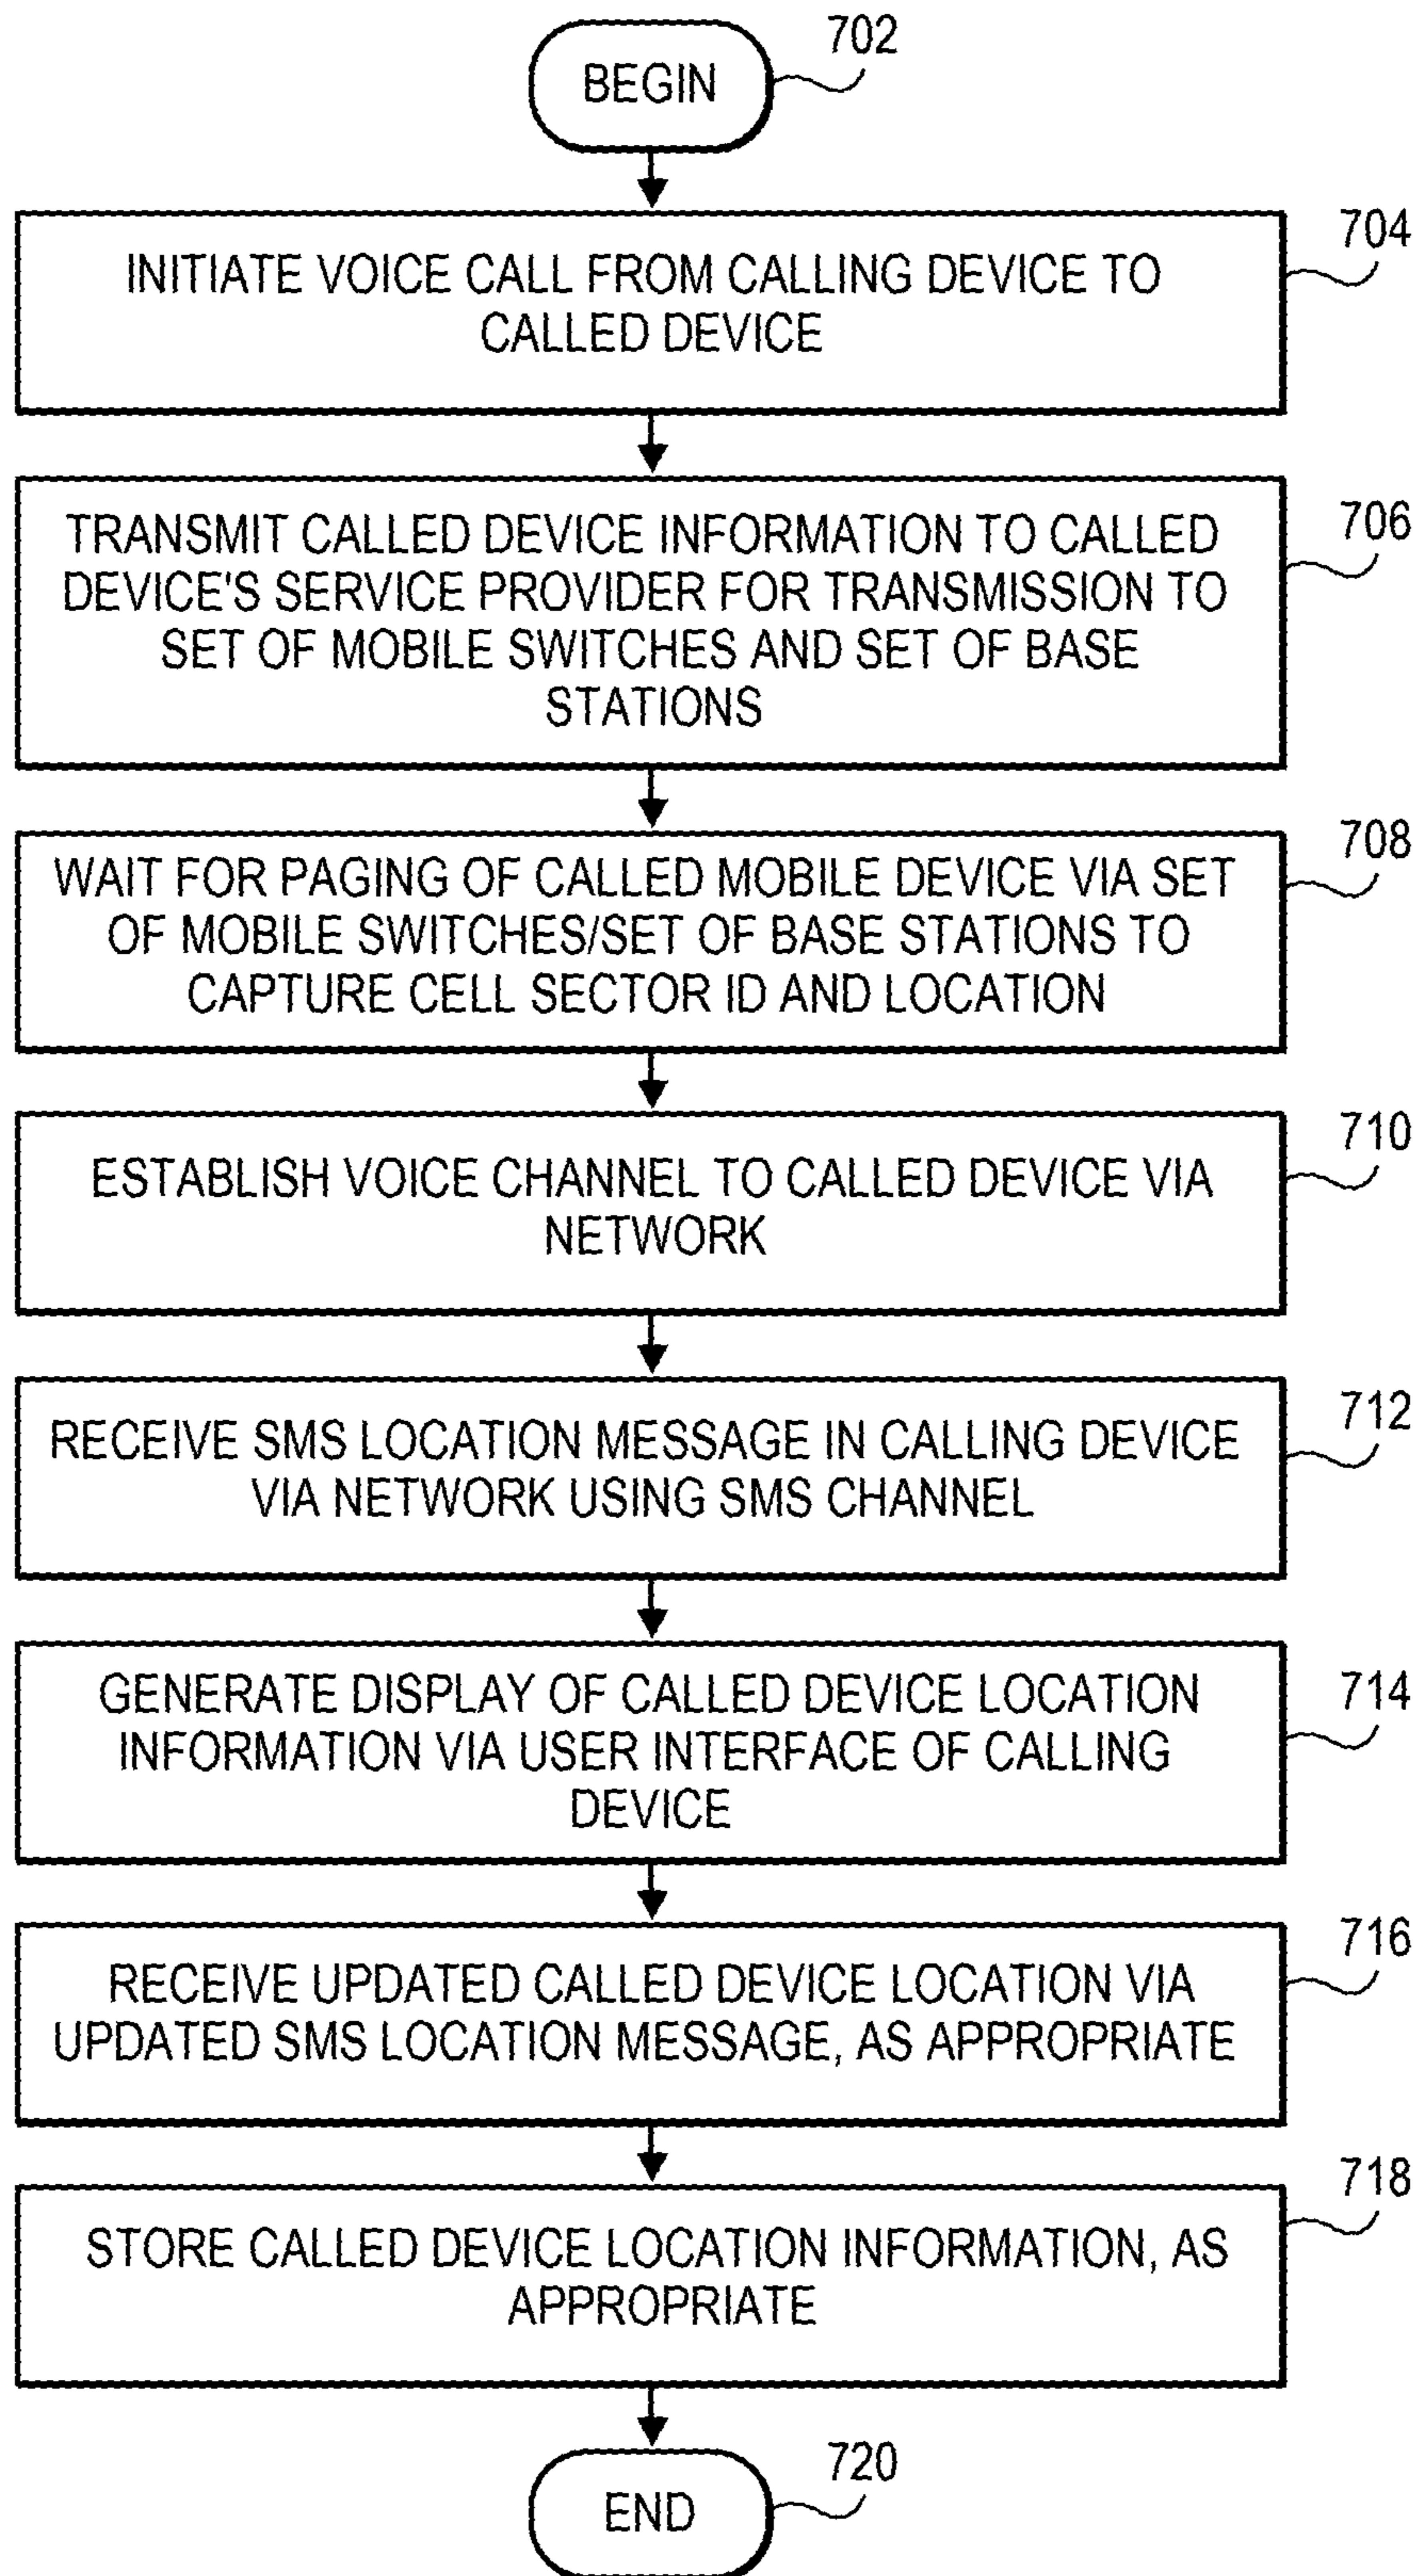 702
BEGIN
704
INITIATE VOICE CALL FROM CALLING DEVICE TO
CALLED DEVICE
706
TRANSMIT CALLED DEVICE INFORMATION TO CALLED
DEVICE'S SERVICE PROVIDER FOR TRANSMISSION TO
SET OF MOBILE SWITCHES AND SET OF BASE
STATIONS
708
WAIT FOR PAGING OF CALLED MOBILE DEVICE VIA SET
OF MOBILE SWITCHES/SET OF BASE STATIONS TO
CAPTURE CELL SECTOR ID AND LOCATION
710
ESTABLISH VOICE CHANNEL TO CALLED DEVICE VIA
NETWORK
712
RECEIVE SMS LOCATION MESSAGE IN CALLING DEVICE
VIA NETWORK USING SMS CHANNEL
714
GENERATE DISPLAY OF CALLED DEVICE LOCATION
INFORMATION VIA USER INTERFACE OF CALLING
DEVICE
716
RECEIVE UPDATED CALLED DEVICE LOCATION VIA
UPDATED SMS LOCATION MESSAGE, AS APPROPRIATE
718
STORE CALLED DEVICE LOCATION INFORMATION, AS
APPROPRIATE
720
END